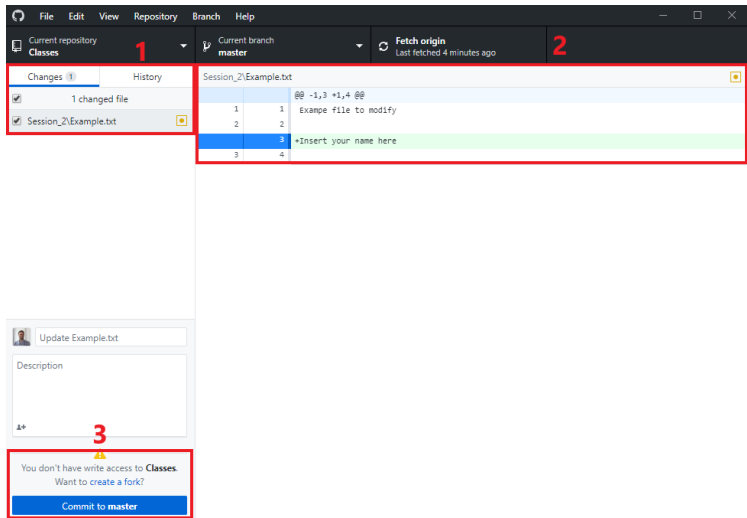 File Edit View Repository Branch Help
Current repository
Classes
1
Current branch
master
Fetch origin
Last fetched 4 minutes ago
2
Changes 1
History
1 changed file
Session_2\Example.txt
Session_2\Example.txt
@@ -1,3 +1,4 @@
1 1 Exampe file to modify
2 2
3 +Insert your name here
3 4
Update Example.txt
Description
3
You don't have write access to Classes.
Want to create a fork?
Commit to master